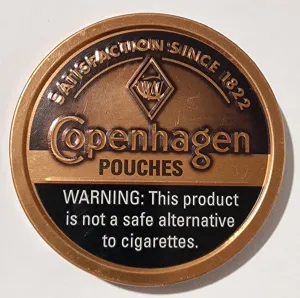 SATISFACTION SINCE 1822
Copenhagen
POUCHES
WARNING: This product
is not a safe alternative
to cigarettes.